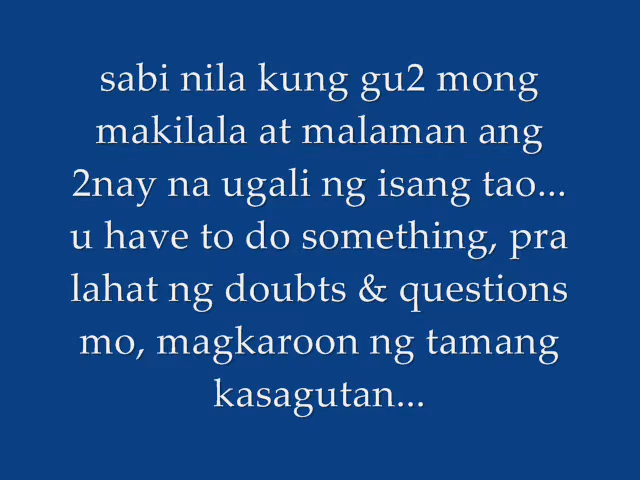 sabi nila kung gu2 mong
makilala at malaman ang
2nay na ugali ng isang tao...
u have to do something, pra
lahat ng doubts & questions
mo, magkaroon ng tamang
kasagutan...